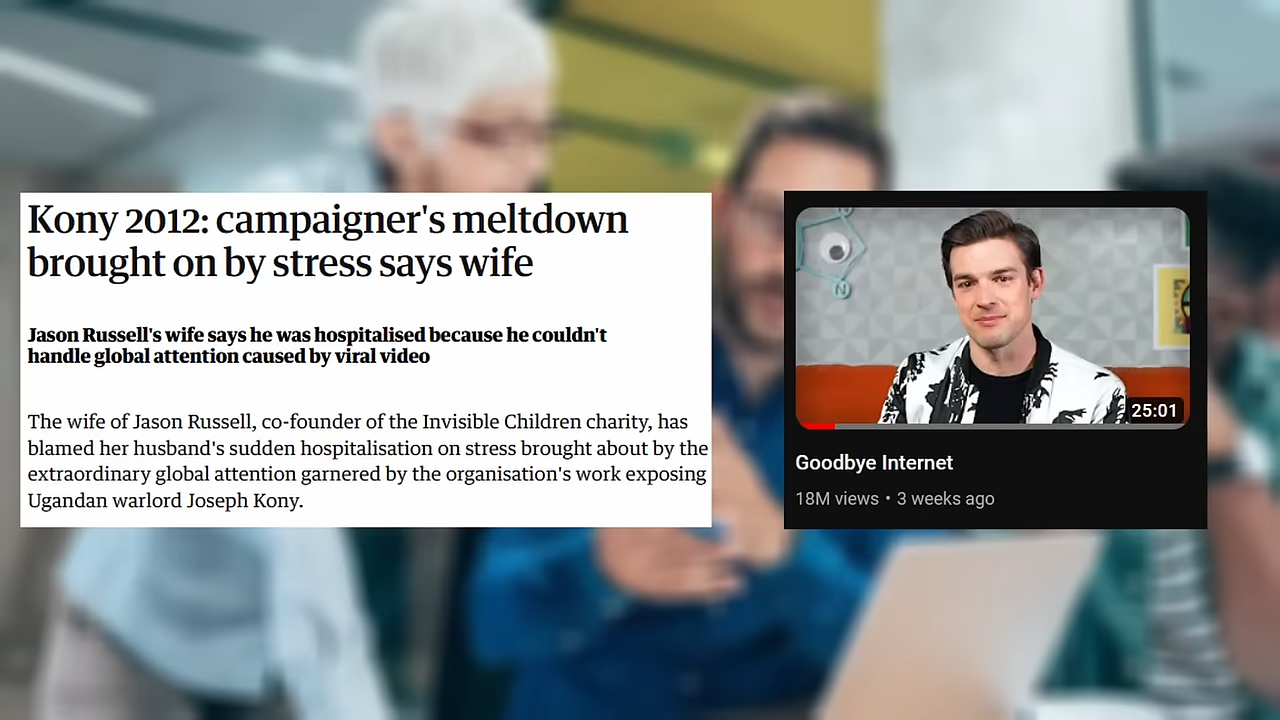 Kony 2012: campaigner's meltdown
brought on by stress says wife
Jason Russell's wife says he was hospitalised because he couldn't
handle global attention caused by viral video
The wife of Jason Russell, co-founder of the Invisible Children charity, has
blamed her husband's sudden hospitalisation on stress brought about by the
extraordinary global attention garnered by the organisation's work exposing
Ugandan warlord Joseph Kony.
N
25:01
Goodbye Internet
18M views • 3 weeks ago